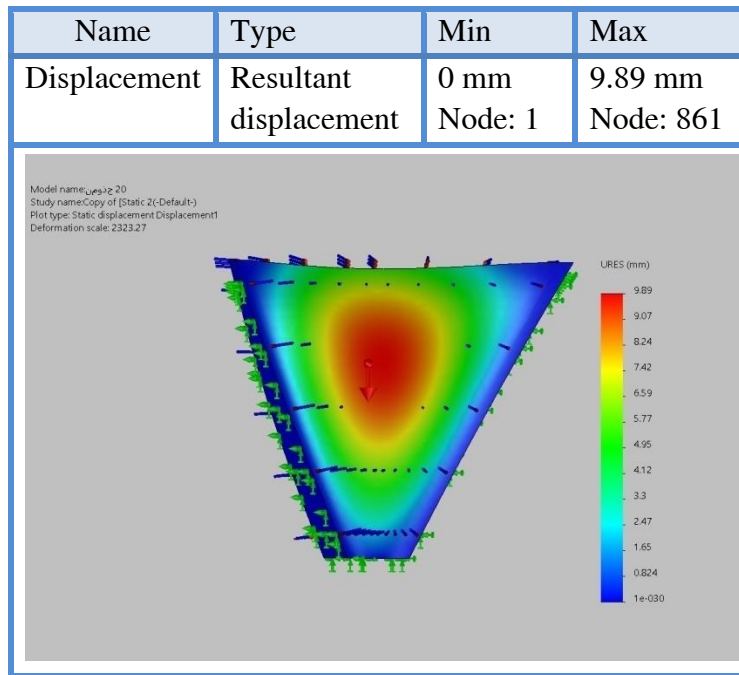 Name Type Min Max
Displacement Resultant displacement 0 mm Node: 1 9.89 mm Node: 861
Model name:حذوصن 20
Study name:Copy of [Static 2(-Default-)
Plot type: Static displacement Displacement1
Deformation scale: 2323.27
URES (mm)
9.89
9.07
8.24
7.42
6.59
5.77
4.95
4.12
3.3
2.47
1.65
0.824
1e-030